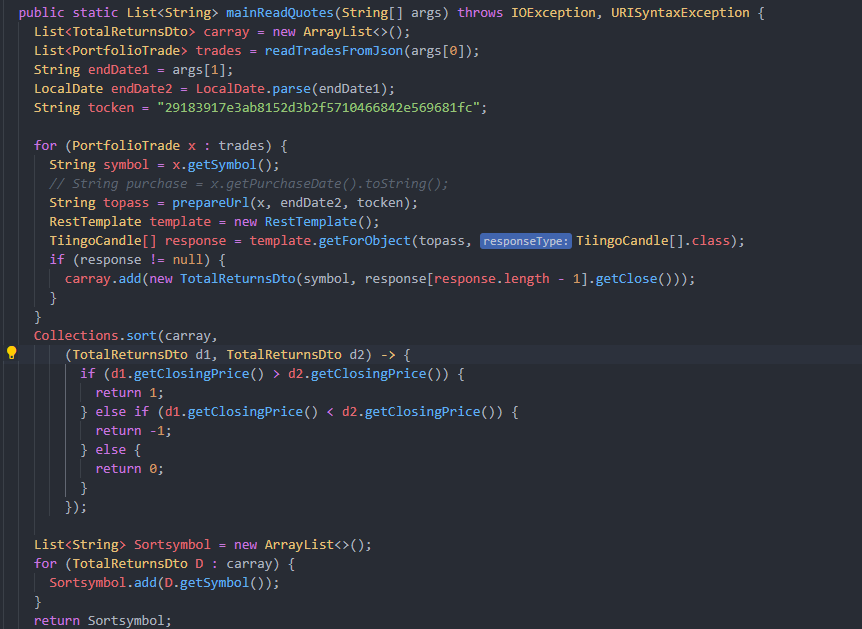 public static List<String> mainReadQuotes(String[] args) throws IOException, URISyntaxException {
List<TotalReturnsDto> carray = new ArrayList<>();
List<PortfolioTrade> trades = readTradesFromJson(args[0]);
String endDate1 = args[1];
LocalDate endDate2 = LocalDate.parse(endDate1);
String tocken = "29183917e3ab8152d3b2f5710466842e569681fc";
for (PortfolioTrade x : trades) {
String symbol = x.getSymbol();
// String purchase = x.getPurchaseDate().toString();
String topass = prepareUrl(x, endDate2, tocken);
RestTemplate template = new RestTemplate();
TiingoCandle[] response = template.getForObject(topass, responseType: TiingoCandle[].class);
if (response != null) {
carray.add(new TotalReturnsDto(symbol, response[response.length - 1].getClose()));
}
}
Collections.sort(carray,
(TotalReturnsDto d1, TotalReturnsDto d2) -> {
if (d1.getClosingPrice() > d2.getClosingPrice()) {
return 1;
} else if (d1.getClosingPrice() < d2.getClosingPrice()) {
return -1;
} else {
return 0;
}
});
List<String> Sortsymbol = new ArrayList<>();
for (TotalReturnsDto D : carray) {
Sortsymbol.add(D.getSymbol());
}
return Sortsymbol;